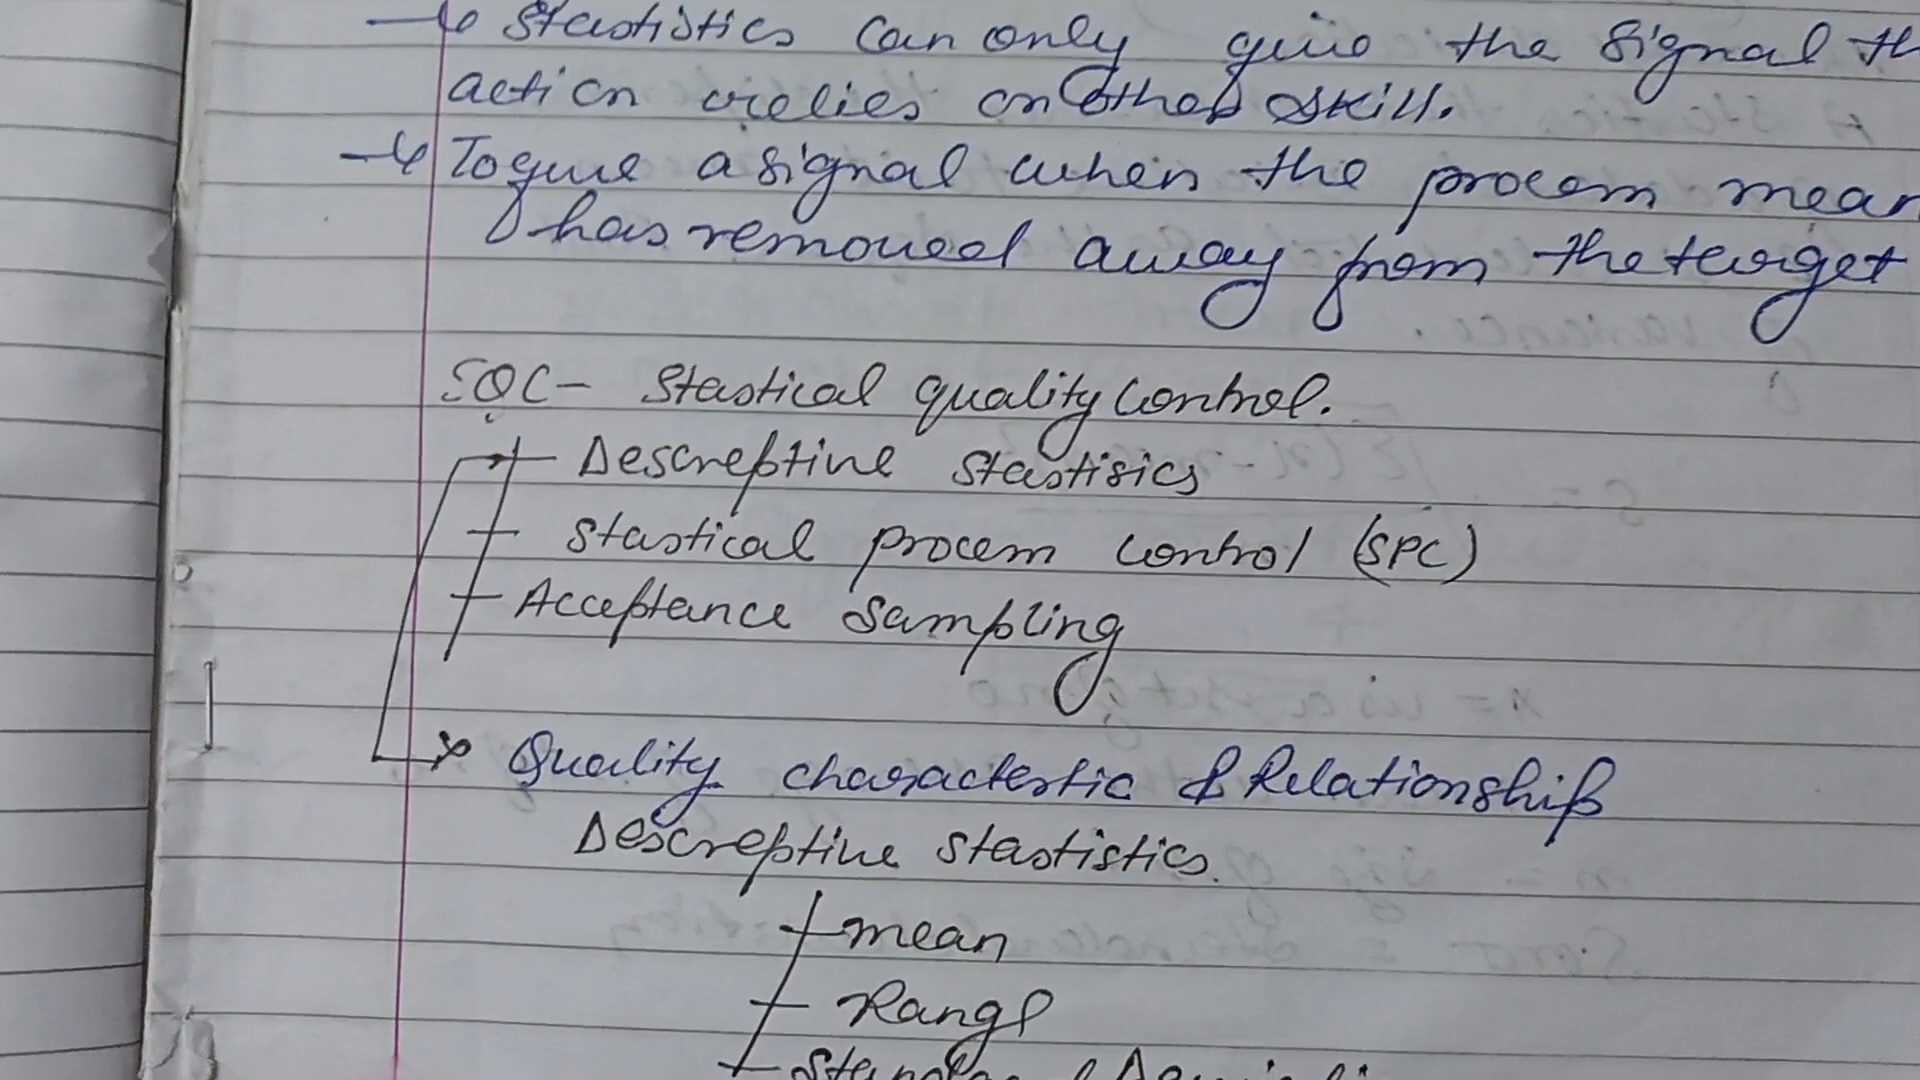 → Stastistics can only give the signal th
action relies on other skill.
→ To give a signal when the process mean
has removed away from the target
SQC - Stastical quality control.
Descreptive Stastisics
Stastical process control (SPC)
Acceptance Sampling
→ Quality charactertic & Relationship
Descreptive Stastistics.
mean
Range